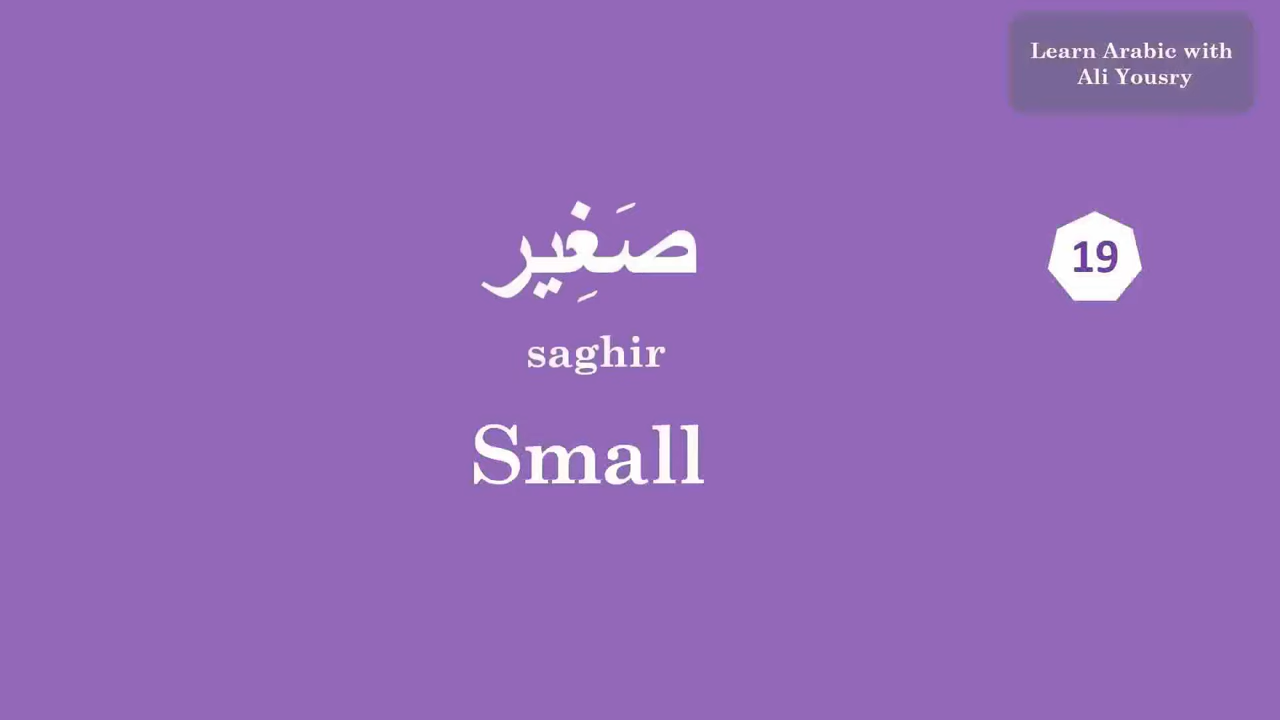 Learn Arabic with
Ali Yousry
صَغِير
19
saghir
Small